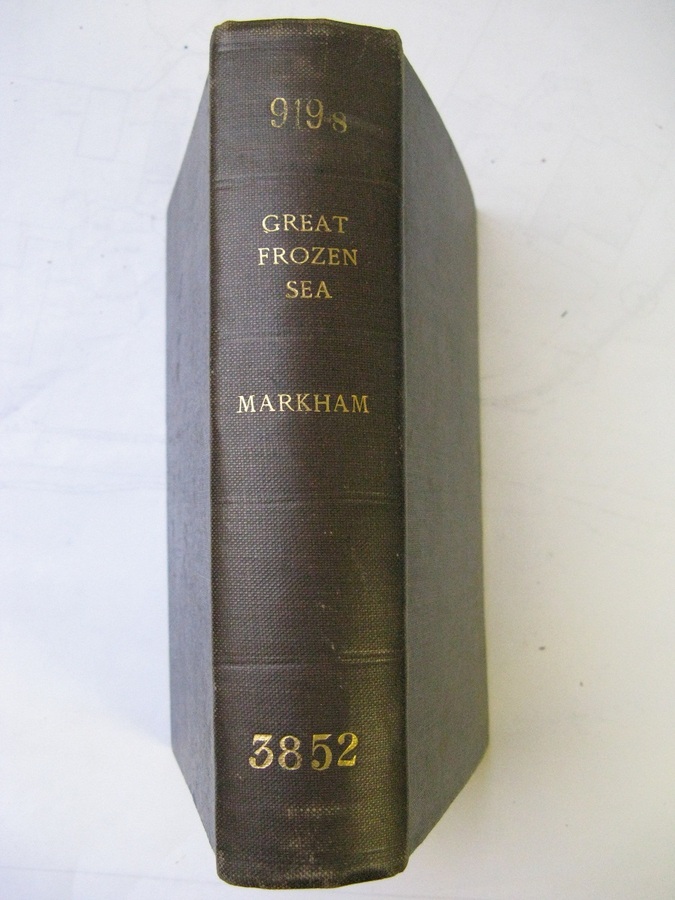 919.8
GREAT
FROZEN
SEA
MARKHAM
3852